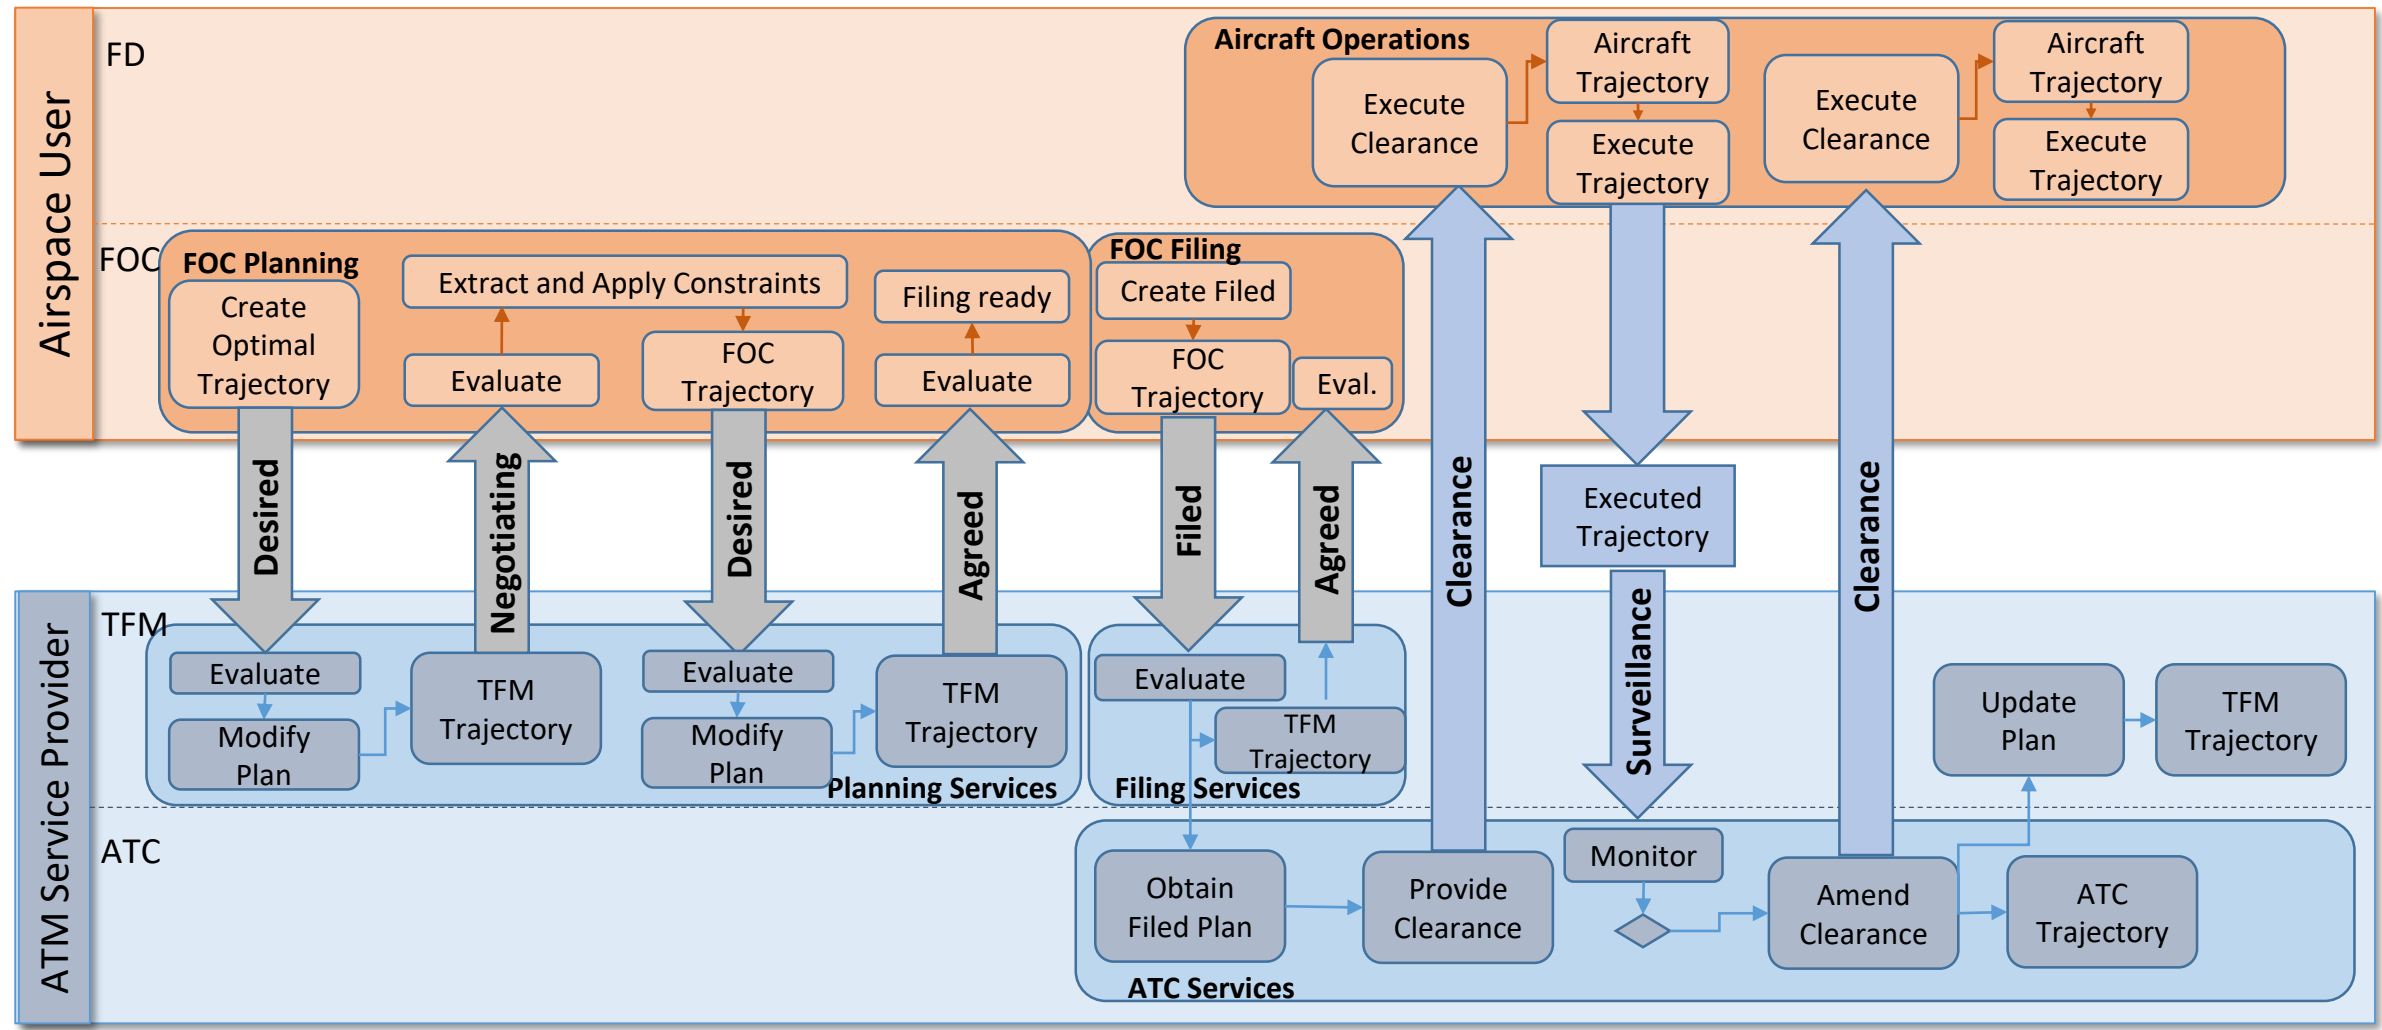 Airspace User
FD
Aircraft Operations
Execute
Clearance
Aircraft
Trajectory
Execute
Trajectory
Execute
Clearance
Aircraft
Trajectory
Execute
Trajectory
FOC
FOC Planning
Create
Optimal
Trajectory
Extract and Apply Constraints
Evaluate
FOC
Trajectory
Filing ready
Evaluate
FOC Filing
Create Filed
FOC
Trajectory
Eval.
Desired
Negotiating
Desired
Agreed
Filed
Agreed
Clearance
Executed
Trajectory
Surveillance
Clearance
ATM Service Provider
TFM
Evaluate
Modify
Plan
TFM
Trajectory
Evaluate
Modify
Plan
TFM
Trajectory
Planning Services
Evaluate
TFM
Trajectory
Filing Services
Update
Plan
TFM
Trajectory
ATC
Obtain
Filed Plan
Provide
Clearance
Monitor
Amend
Clearance
ATC
Trajectory
ATC Services